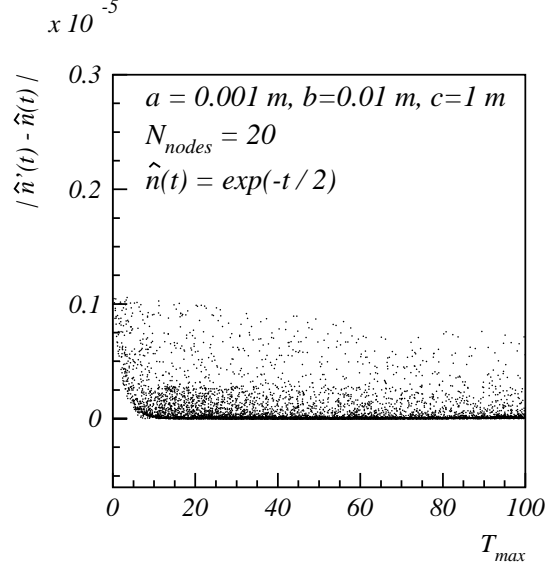 x 10^-5
| n̂'(t) - n̂(t) |
0.3
a = 0.001 m, b=0.01 m, c=1 m
N_nodes = 20
n̂(t) = exp(-t / 2)
0.2
0.1
0
0 20 40 60 80 100
T_max